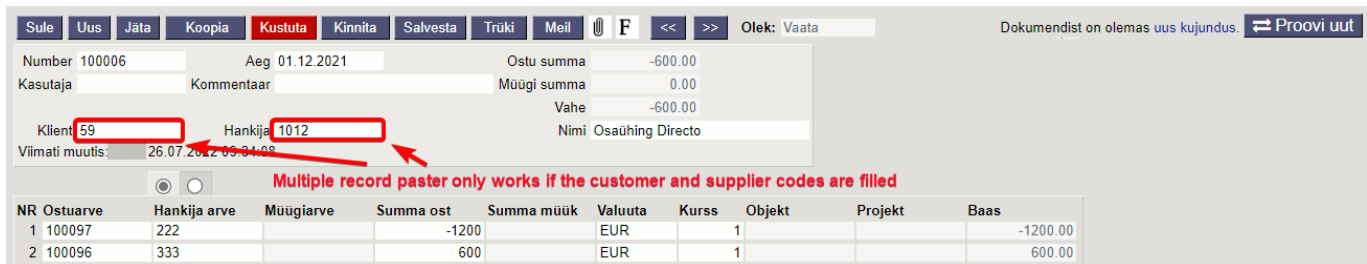 Sule Uus Jäta Koopia Kustuta Kinnita Salvesta Trüki Meil F << >> Olek: Vaata Dokumendist on olemas uus kujundus. Proovi uut
Number 100006 Aeg 01.12.2021 Ostu summa -600.00
Kasutaja Kommentaar Müügi summa 0.00
Vahe -600.00
Klient 59 Hankija 1012 Nimi Osaühing Directo
Viimati muutis: 26.07.2022 09:34:08
Multiple record paster only works if the customer and supplier codes are filled
NR Ostuarve Hankija arve Müügiarve Summa ost Summa müük Valuuta Kurss Objekt Projekt Baas
1 100097 222 -1200 EUR 1 -1200.00
2 100096 333 600 EUR 1 600.00